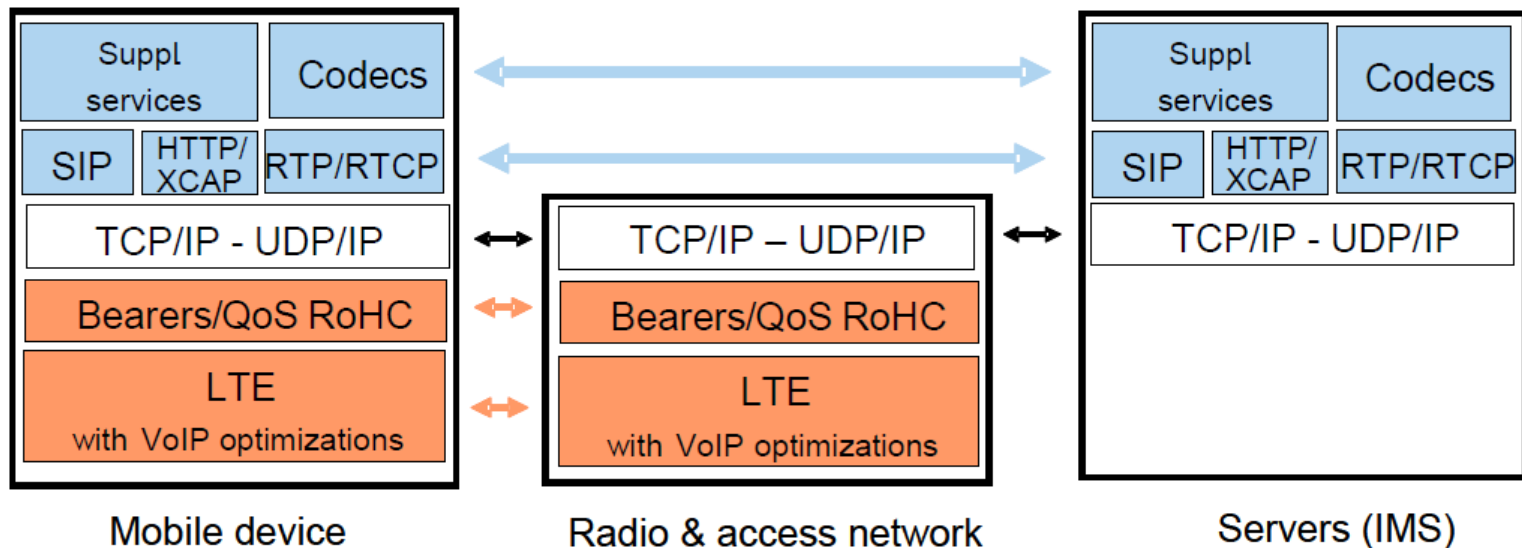 Suppl
services
Codecs
SIP
HTTP/
XCAP
RTP/RTCP
TCP/IP - UDP/IP
Bearers/QoS RoHC
LTE
with VoIP optimizations
Mobile device
TCP/IP – UDP/IP
Bearers/QoS RoHC
LTE
with VoIP optimizations
Radio & access network
Suppl
services
Codecs
SIP
HTTP/
XCAP
RTP/RTCP
TCP/IP - UDP/IP
Servers (IMS)